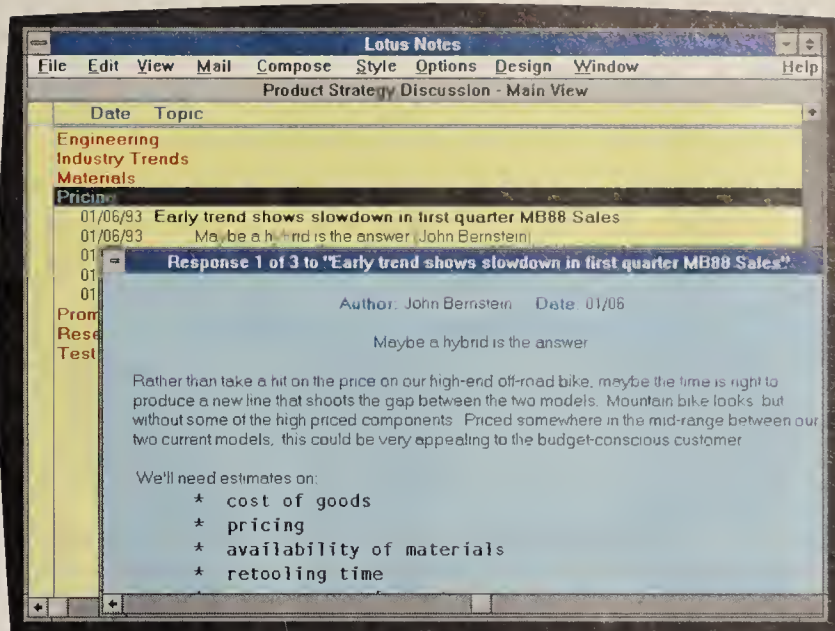 Lotus Notes
File Edit View Mail Compose Style Options Design Window Help
Product Strategy Discussion - Main View
Date Topic
Engineering
Industry Trends
Materials
Pricing
01/06/93 Early trend shows slowdown in first quarter MB88 Sales
01/06/93 Maybe a hybrid is the answer (John Bernstein)
01
01
01
Prom
Rese
Test
Response 1 of 3 to "Early trend shows slowdown in first quarter MB88 Sales"
Author: John Bernstein Date: 01/06
Maybe a hybrid is the answer
Rather than take a hit on the price on our high-end off-road bike, maybe the time is right to
produce a new line that shoots the gap between the two models. Mountain bike looks, but
without some of the high priced components. Priced somewhere in the mid-range between our
two current models, this could be very appealing to the budget-conscious customer
We'll need estimates on:
* cost of goods
* pricing
* availability of materials
* retooling time